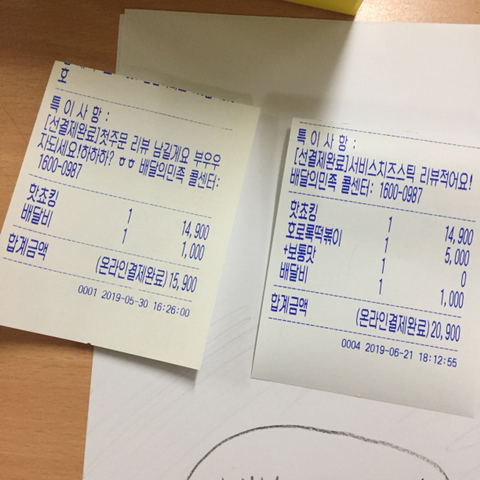 호
특 이 사 항 :
[선결제완료]첫주문 리뷰 남길게요 부우우
자되세요!하하하? ㅎㅎ 배달의민족 콜센터:
1600-0987
핫쵸킹 1 14,900
배달비 1 1,000
합계금액 (온라인결제완료) 15,900
0001 2019-05-30 16:26:00
특 이 사 항 :
[선결제완료]서비스치즈스틱 리뷰적어요!
배달의민족 콜센터: 1600-0987
핫쵸킹 1 14,900
호로록떡볶이 1 5,000
+보통맛 1 0
배달비 1 1,000
합계금액 (온라인결제완료) 20,900
0004 2019-06-21 18:12:55